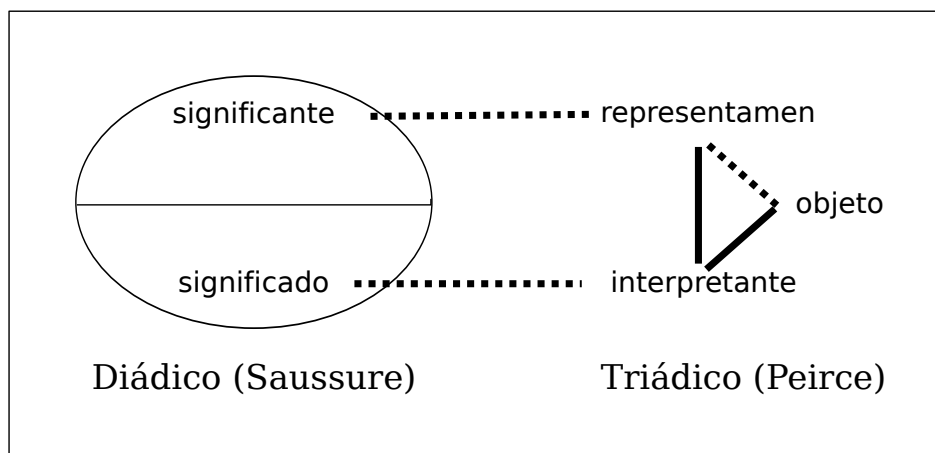 significante representamen
objeto
significado interpretante
Diádico (Saussure) Triádico (Peirce)